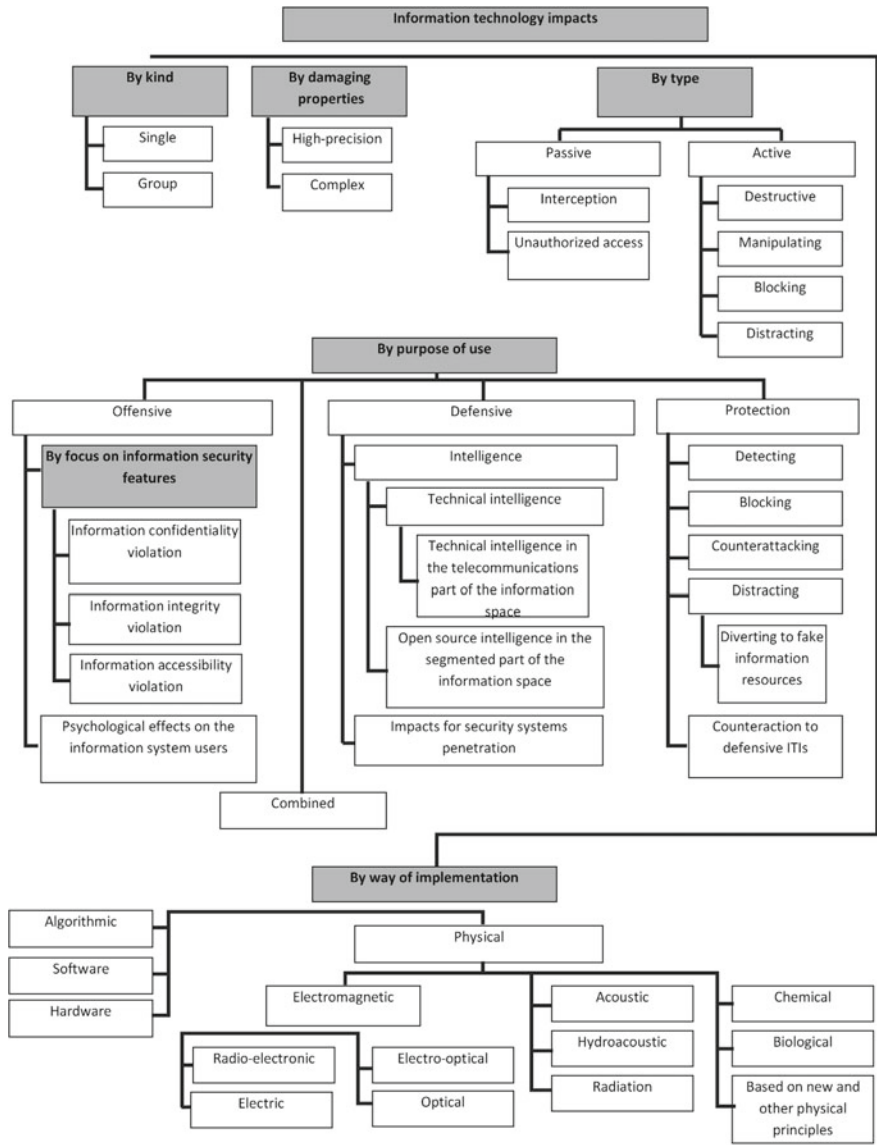 Information technology impacts
By kind
Single
Group
By damaging
properties
High-precision
Complex
By type
Passive
Interception
Unauthorized access
Active
Destructive
Manipulating
Blocking
Distracting
By purpose of use
Offensive
By focus on information security
features
Information confidentiality
violation
Information integrity
violation
Information accessibility
violation
Psychological effects on the
information system users
Combined
Defensive
Intelligence
Technical intelligence
Technical intelligence in
the telecommunications
part of the information
space
Open source intelligence in the
segmented part of the
information space
Impacts for security systems
penetration
Protection
Detecting
Blocking
Counterattacking
Distracting
Diverting to fake
information
resources
Counteraction to
defensive ITIs
By way of implementation
Algorithmic
Software
Hardware
Physical
Electromagnetic
Radio-electronic
Electric
Electro-optical
Optical
Acoustic
Hydroacoustic
Radiation
Chemical
Biological
Based on new and
other physical
principles